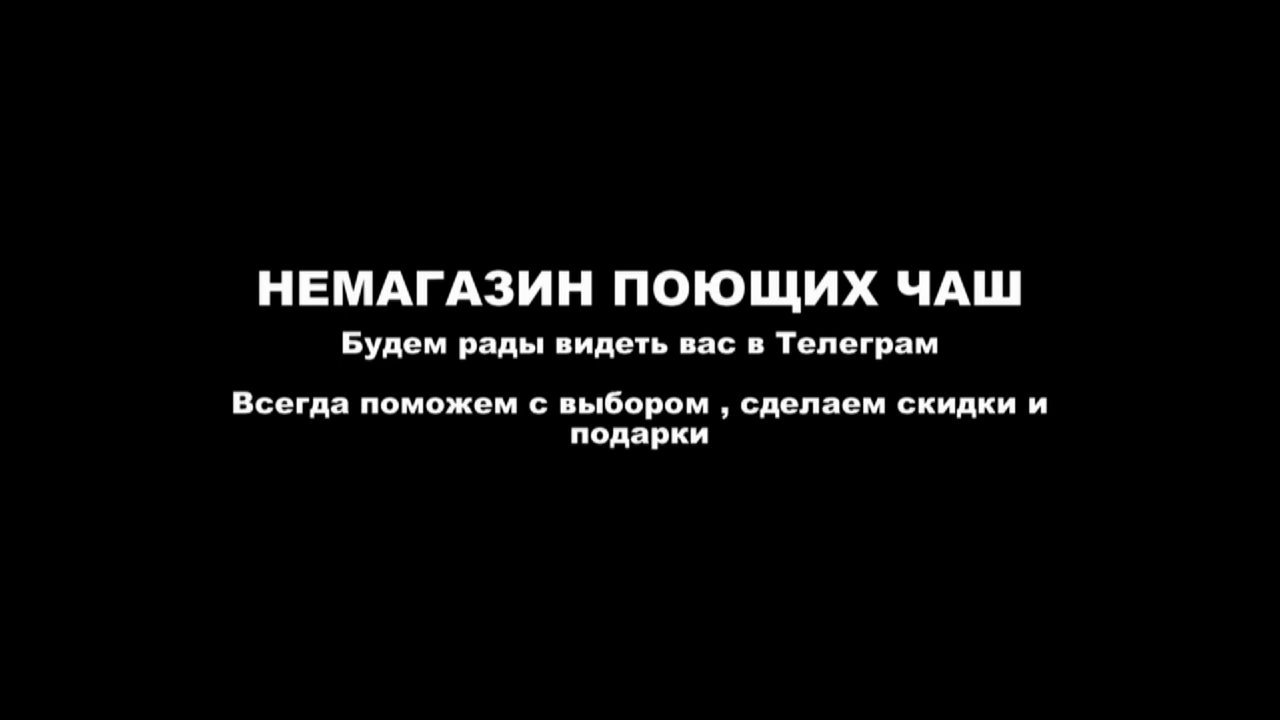 НЕМАГАЗИН ПОЮЩИХ ЧАШ
Будем рады видеть вас в Телеграм
Всегда поможем с выбором , сделаем скидки и
подарки